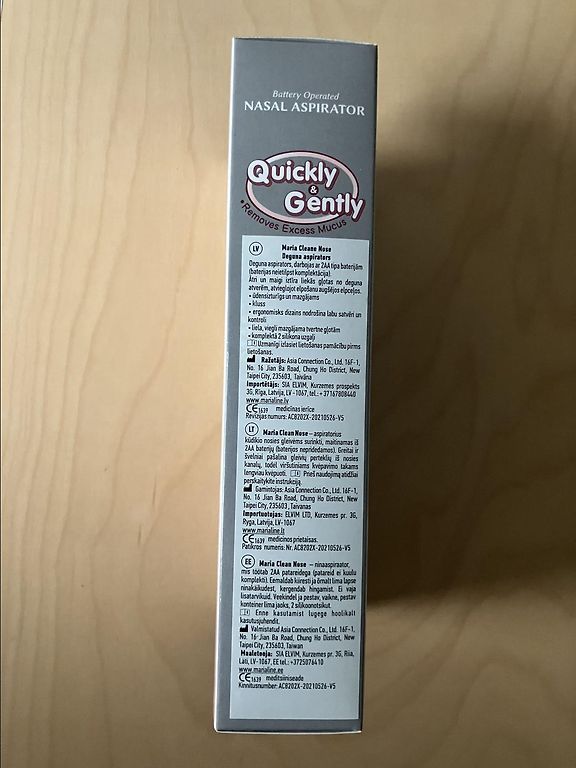 Battery Operated
NASAL ASPIRATOR
Quickly
&
Gently
•Removes Excess Mucus
LV
Maria Cleane Nose
Deguna aspirators
Deguna aspirators, darbojas ar 2AA tipa baterijām
(baterijas neietilpst komplektācijā).
Ātri un maigi iztīra liekās gļotas no deguna
atverēm, atvieglojot elpošanu augšējos elpceļos.
• ūdensizturīgs un mazgājams
• kluss
• ergonomisks dizains nodrošina labu satvēri un
kontroli
• liela, viegli mazgājama tvertne gļotām
• komplektā 2 silikona uzgaļi
Uzmanīgi izlasiet lietošanas pamācību pirms
lietošanas.
Ražotājs: Asia Connection Co., Ltd. 16F-1,
No. 16 Jian Ba Road, Chung Ho District, New
Taipei City, 235603, Taivāna
Importētājs: SIA ELVIM, Kurzemes prospekts
3G, Rīga, Latvija, LV-1067, tel.:+37167808440
www.marialine.lv
CE1639 medicīnas ierīce
Revīzijas numurs: AC8202X-20210526-V5
LT
Maria Clean Nose – aspiratorius
kūdikio nosies gleivėms surinkti, maitinamas iš
2AA baterijų (baterijos nepridedamos). Greitai ir
švelniai pašalina gleivių perteklių iš nosies
kanalų, todėl viršutiniams kvėpavimo takams
lengviau kvėpuoti. Prieš naudojimą atidžiai
perskaitykite instrukciją.
Gamintojas: Asia Connection Co., Ltd. 16F-1,
No. 16 Jian Ba Road, Chung Ho District, New
Taipei City, 235603, Taivanas
Importuotojas: ELVIM LTD, Kurzemes pr. 3G,
Ryga, Latvija, LV-1067
www.marialine.lt
CE1639 medicinos prietaisas.
Patikros numeris: Nr. AC8202X-20210526-V5
EE
Maria Clean Nose – ninaaspiraator,
mis töötab 2AA patareidega (patareid ei kuulu
komplekti). Eemaldab kiiresti ja õrnalt lima lapse
ninakäikudest, kergendab hingamist. Ei vaja
lisatarvikuid. Veekindel ja pestav, vaikne, pestav
konteiner lima jaoks, 2 silikoonotsikut.
Enne kasutamist lugege hoolikalt
kasutusjuhendit.
Valmistatud Asia Connection Co., Ltd. 16F-1,
No. 16 Jian Ba Road, Chung Ho District, New
Taipei City, 235603, Taiwan
Maaletooja: SIA ELVIM, Kurzemes pr. 3G, Riia,
Läti, LV-1067, EE tel.:+3725076410
www.marialine.ee
CE1639 meditsiiniseade
Kinnitusnumber: AC8202X-20210526-V5